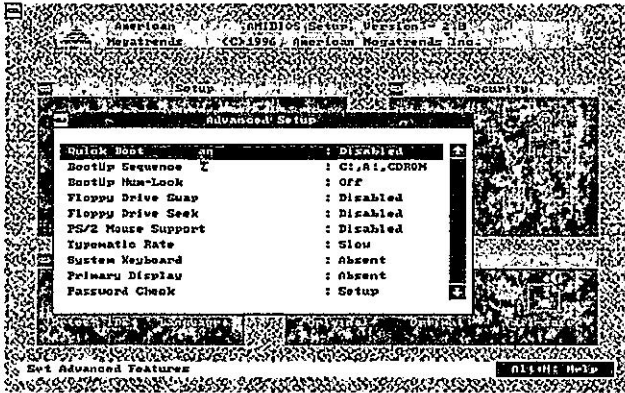 American
Megatrends
AMIBIOS Setup Version
(C)1996, American Megatrends Inc.
Setup
Security
Advanced Setup
Quick Boot : Disabled
BootUp Sequence : C:,A:,CDROM
BootUp Num-Lock : Off
Floppy Drive Swap : Disabled
Floppy Drive Seek : Disabled
PS/2 Mouse Support : Disabled
Typematic Rate : Slow
System Keyboard : Absent
Primary Display : Absent
Password Check : Setup
Set Advanced Features
Alt+H: Help